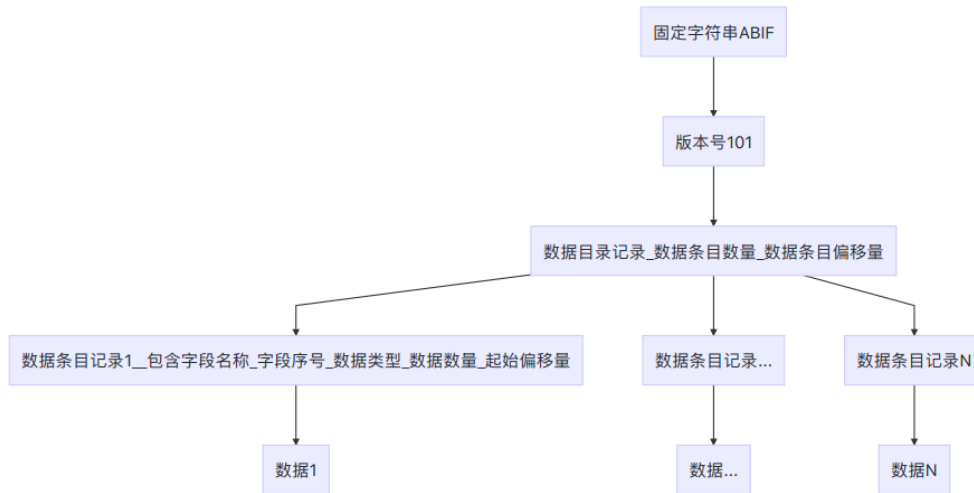 固定字符串ABIF
版本号101
数据目录记录_数据条目数量_数据条目偏移量
数据条目记录1__包含字段名称_字段序号_数据类型_数据数量_起始偏移量
数据条目记录...
数据条目记录N
数据1
数据...
数据N